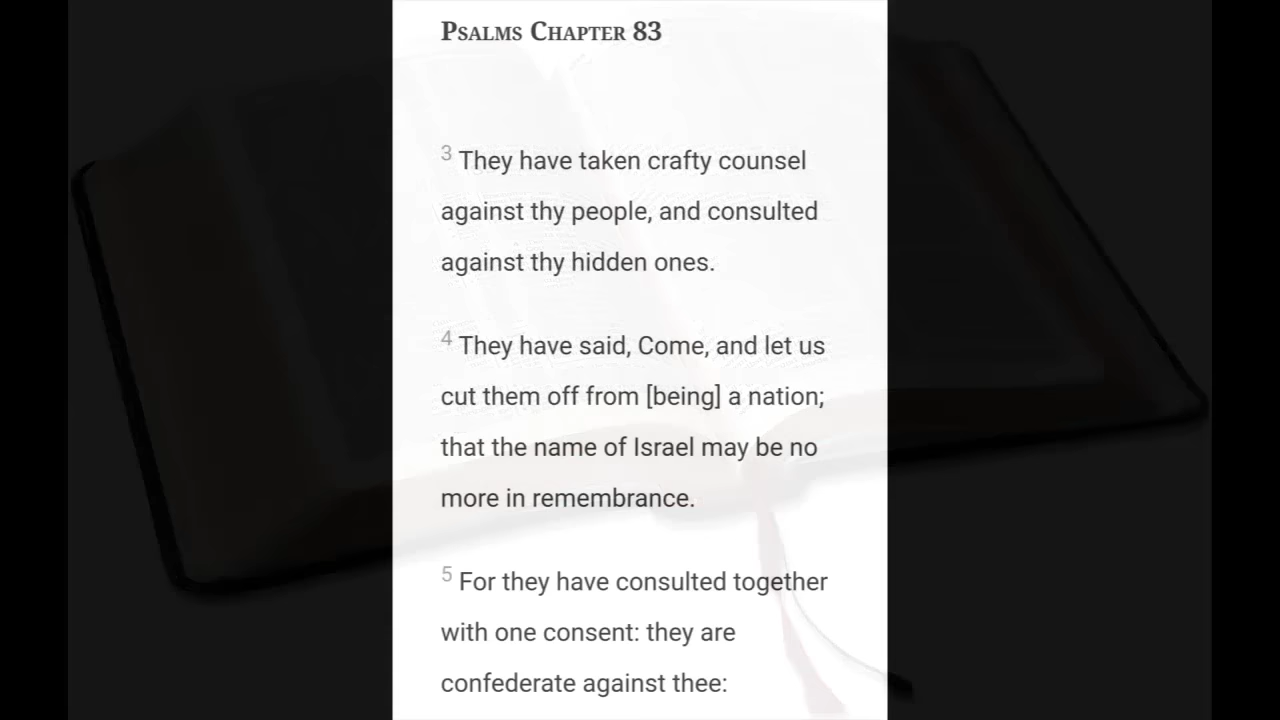 Psalms Chapter 83
3 They have taken crafty counsel
against thy people, and consulted
against thy hidden ones.
4 They have said, Come, and let us
cut them off from [being] a nation;
that the name of Israel may be no
more in remembrance.
5 For they have consulted together
with one consent: they are
confederate against thee: